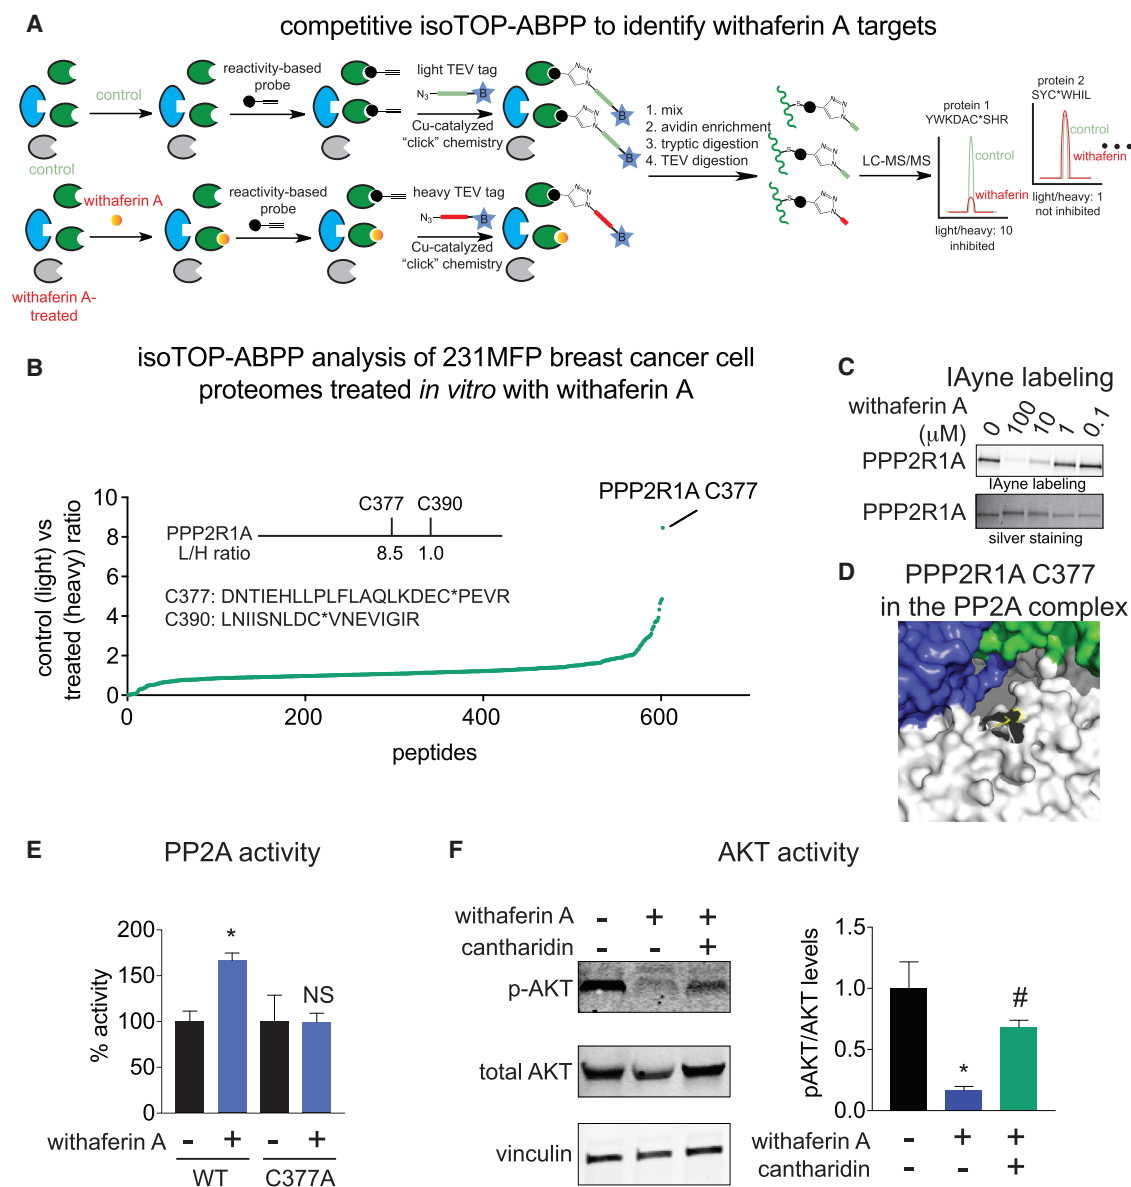 A
competitive isoTOP-ABPP to identify withaferin A targets
control
control
reactivity-based
probe
light TEV tag
N3
B
Cu-catalyzed
"click" chemistry
N=N
N
B
N=N
N
B
1. mix
2. avidin enrichment
3. tryptic digestion
4. TEV digestion
S
N=N
N
S
N=N
N
S
N=N
N
LC-MS/MS
protein 1
YWKDAC*SHR
control
withaferin
light/heavy: 10
inhibited
protein 2
SYC*WHIL
control
withaferin
light/heavy: 1
not inhibited
withaferin A
withaferin A-
treated
reactivity-based
probe
heavy TEV tag
N3
B
Cu-catalyzed
"click" chemistry
N=N
N
B
B
isoTOP-ABPP analysis of 231MFP breast cancer cell
proteomes treated in vitro with withaferin A
control (light) vs
treated (heavy) ratio
10
8
6
4
2
0
0
200
400
600
peptides
C377 C390
PPP2R1A
L/H ratio 8.5 1.0
C377: DNTIEHLLPLFLAQLKDEC*PEVR
C390: LNIISNLDC*VNEVIGIR
PPP2R1A C377
C
IAyne labeling
withaferin A
(μM)
0 100 10 1 0.1
PPP2R1A
IAyne labeling
PPP2R1A
silver staining
D
PPP2R1A C377
in the PP2A complex
E
PP2A activity
% activity
200
150
100
50
0
*
NS
withaferin A - + - +
WT C377A
F
AKT activity
withaferin A - + +
cantharidin - - +
p-AKT
total AKT
vinculin
pAKT/AKT levels
1.5
1.0
0.5
0.0
*
#
withaferin A - + +
cantharidin - - +